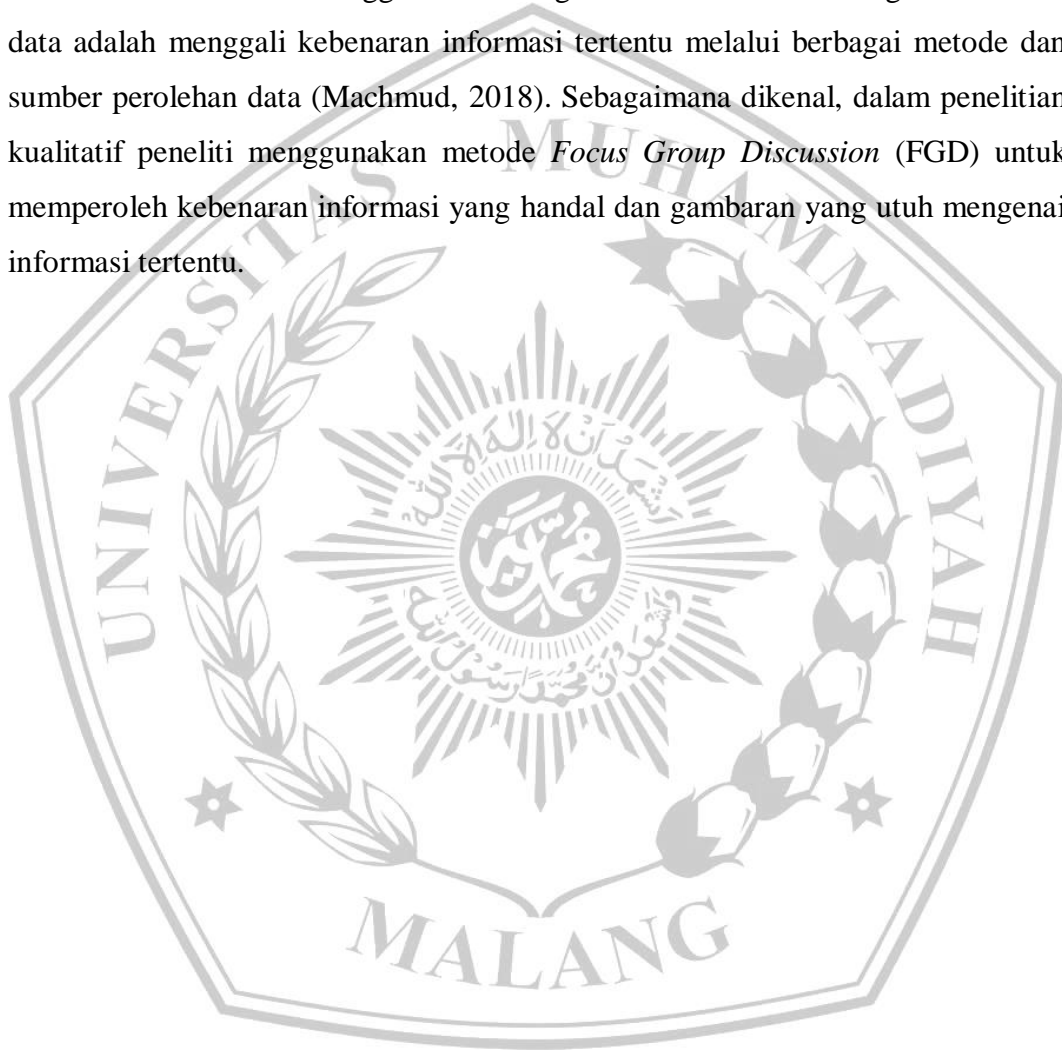 data adalah menggali kebenaran informasi tertentu melalui berbagai metode dan
sumber perolehan data (Machmud, 2018). Sebagaimana dikenal, dalam penelitian
kualitatif peneliti menggunakan metode Focus Group Discussion (FGD) untuk
memperoleh kebenaran informasi yang handal dan gambaran yang utuh mengenai
informasi tertentu.
UNIVERSITAS MUHAMMADIYAH
MALANG